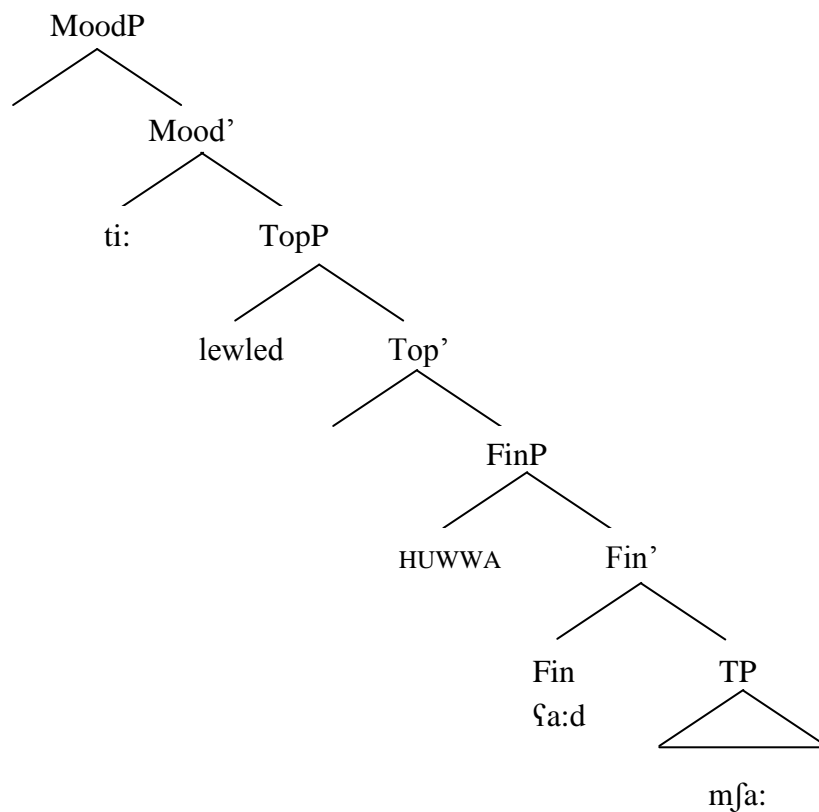 MoodP
Mood’
ti: TopP
lewled Top’
FinP
HUWWA Fin’
Fin TP
ʕa:d
mʃa: